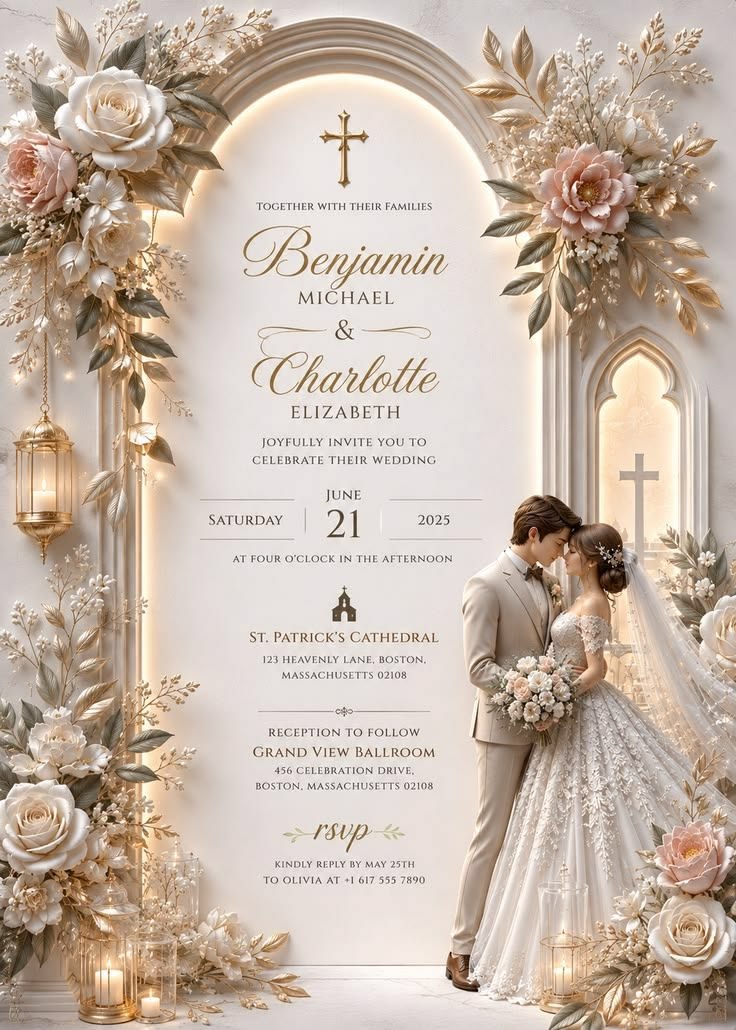 TOGETHER WITH THEIR FAMILIES
Benjamin
MICHAEL
&
Charlotte
ELIZABETH
JOYFULLY INVITE YOU TO
CELEBRATE THEIR WEDDING
JUNE
SATURDAY 21 2025
AT FOUR O'CLOCK IN THE AFTERNOON
ST. PATRICK'S CATHEDRAL
123 HEAVENLY LANE, BOSTON,
MASSACHUSETTS 02108
RECEPTION TO FOLLOW
GRAND VIEW BALLROOM
456 CELEBRATION DRIVE,
BOSTON, MASSACHUSETTS 02108
rsvp
KINDLY REPLY BY MAY 25TH
TO OLIVIA AT +1 617 555 7890